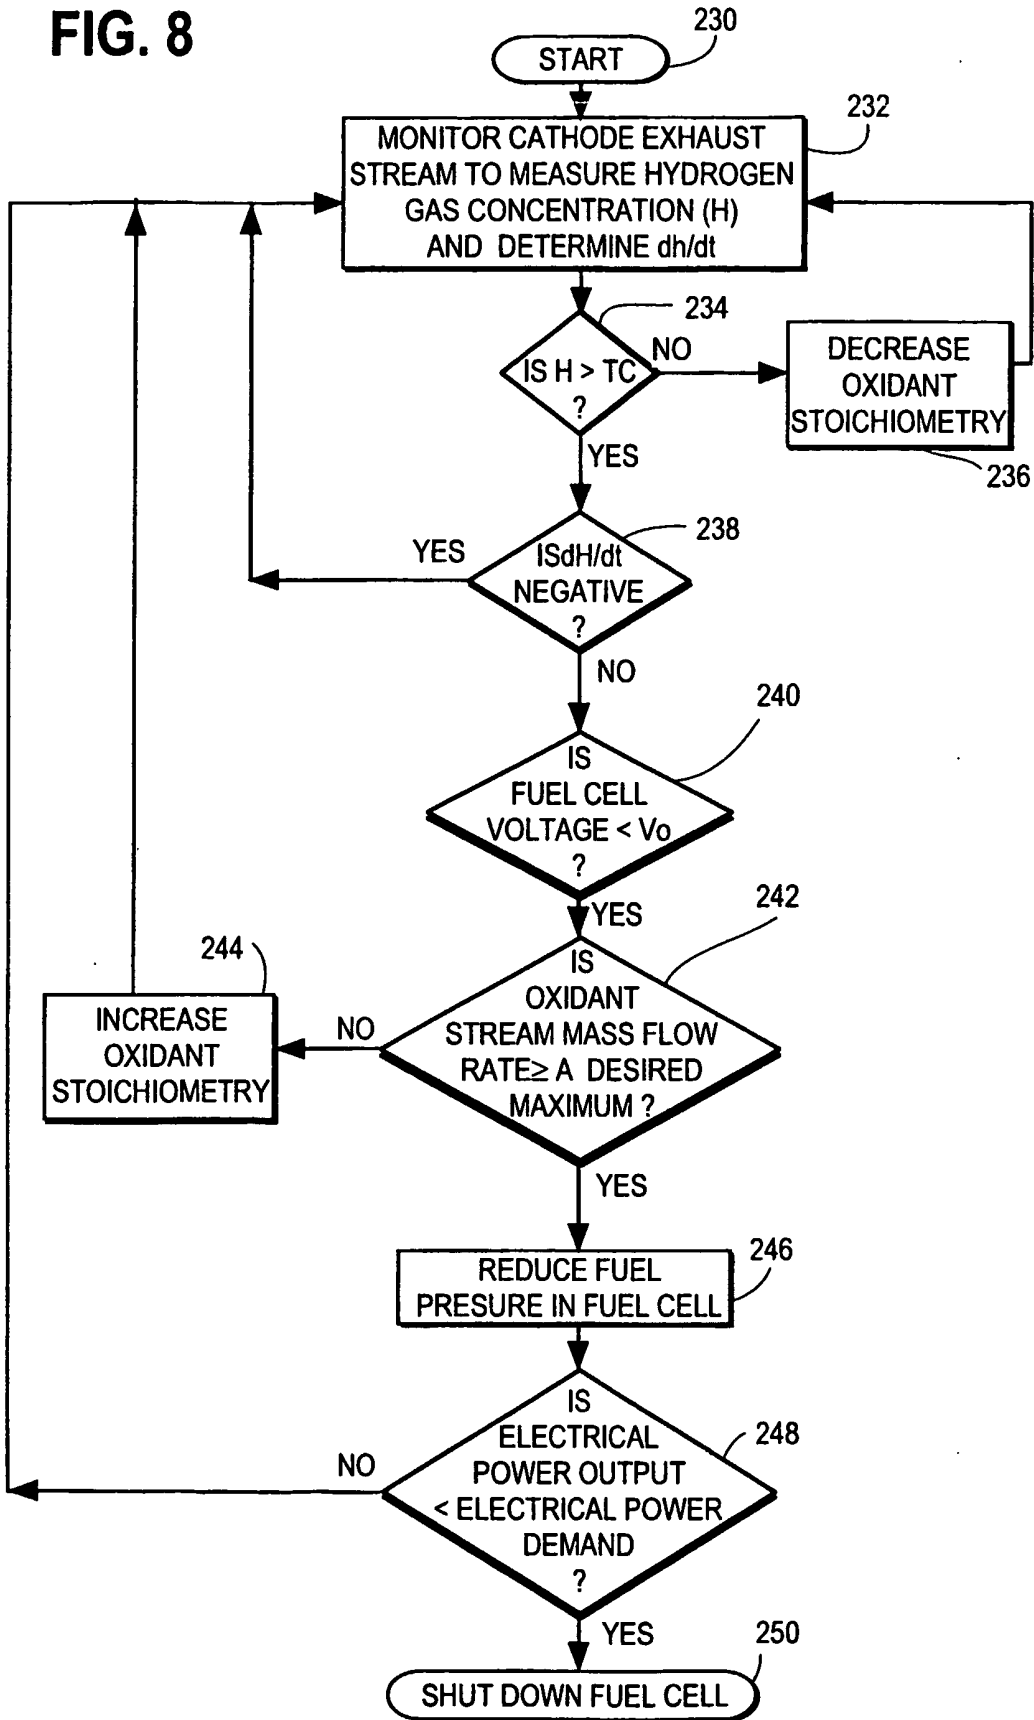 FIG. 8
START
230
MONITOR CATHODE EXHAUST
STREAM TO MEASURE HYDROGEN
GAS CONCENTRATION (H)
AND DETERMINE dh/dt
232
IS H > TC
?
234
NO
YES
DECREASE
OXIDANT
STOICHIOMETRY
236
ISdH/dt
NEGATIVE
?
238
YES
NO
IS
FUEL CELL
VOLTAGE < Vo
?
240
YES
IS
OXIDANT
STREAM MASS FLOW
RATE≥ A DESIRED
MAXIMUM ?
242
NO
YES
INCREASE
OXIDANT
STOICHIOMETRY
244
REDUCE FUEL
PRESURE IN FUEL CELL
246
IS
ELECTRICAL
POWER OUTPUT
< ELECTRICAL POWER
DEMAND
?
248
NO
YES
SHUT DOWN FUEL CELL
250